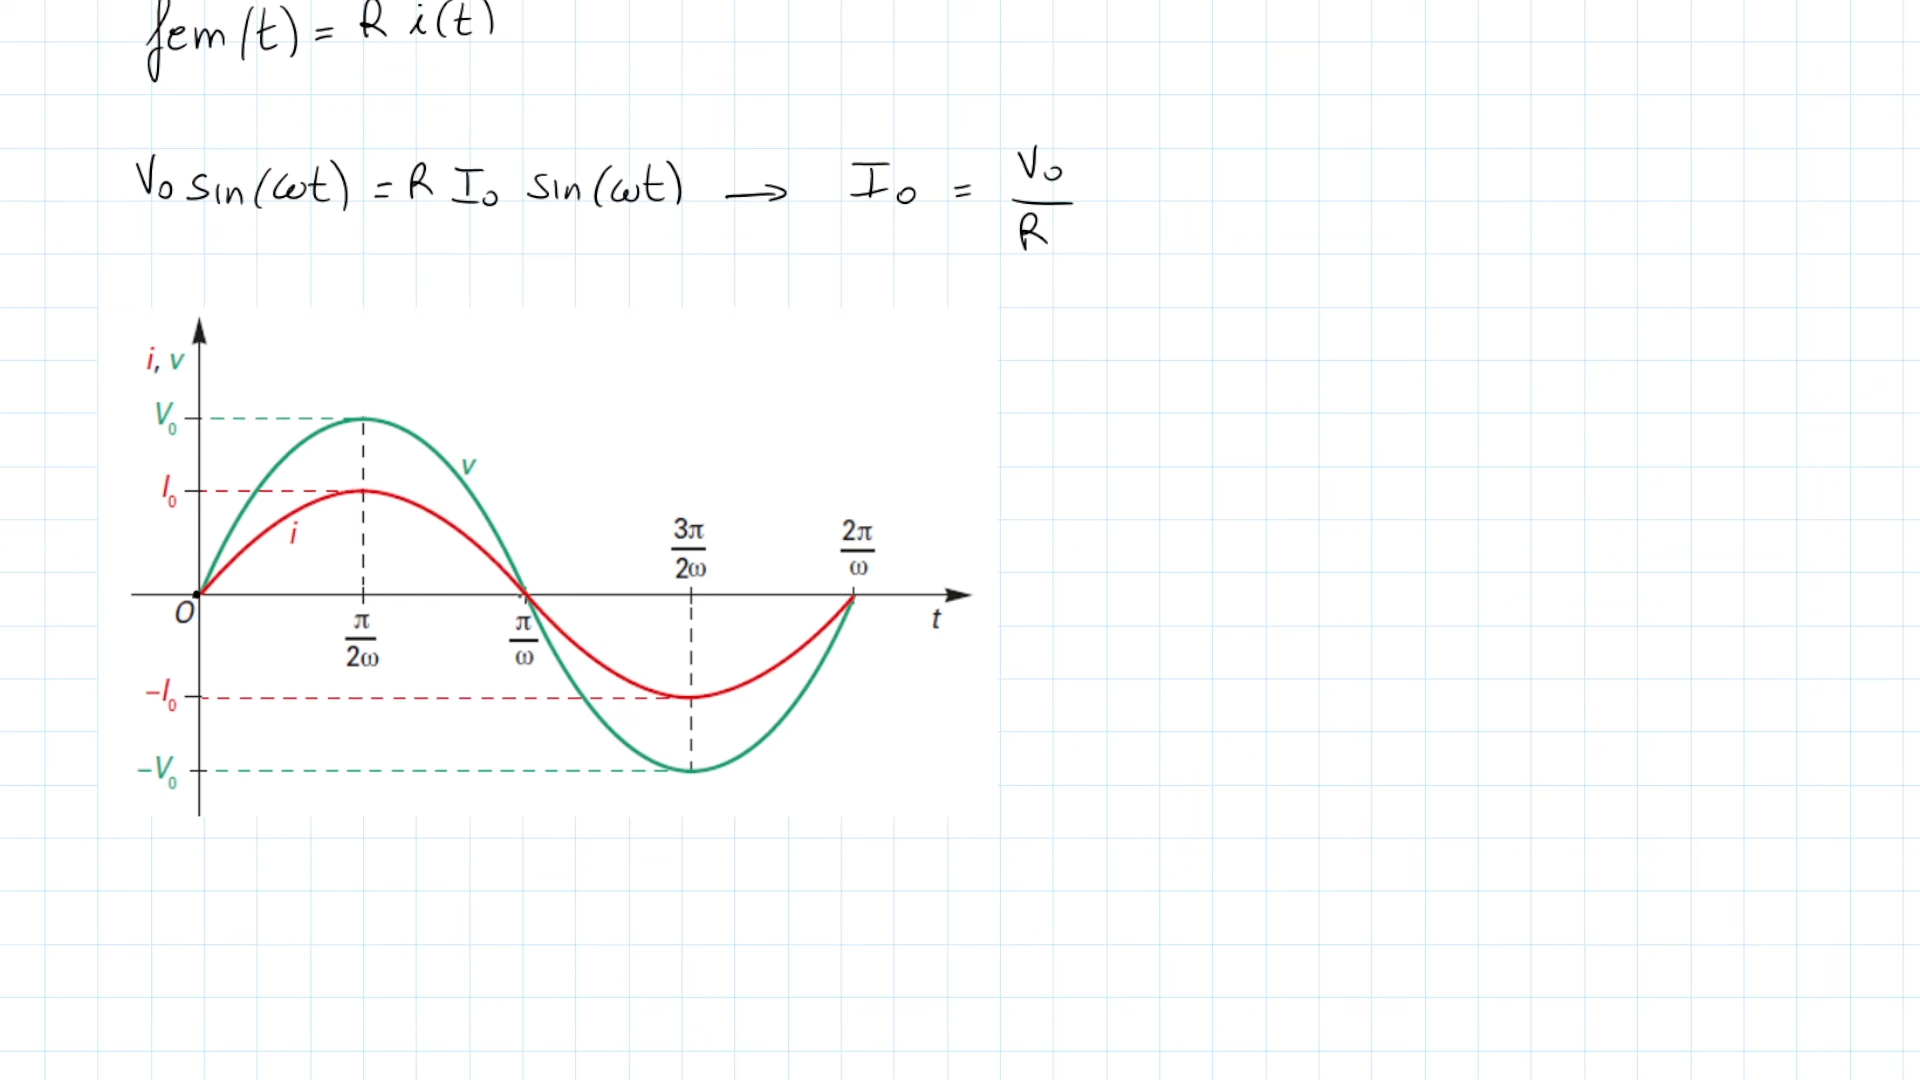 fem(t) = R i(t)
V₀ sin(ωt) = R I₀ sin(ωt) → I₀ = V₀/R
i, v
V₀
v
I₀
i
3π/2ω
2π/ω
O
t
π/2ω
π/ω
–I₀
–V₀